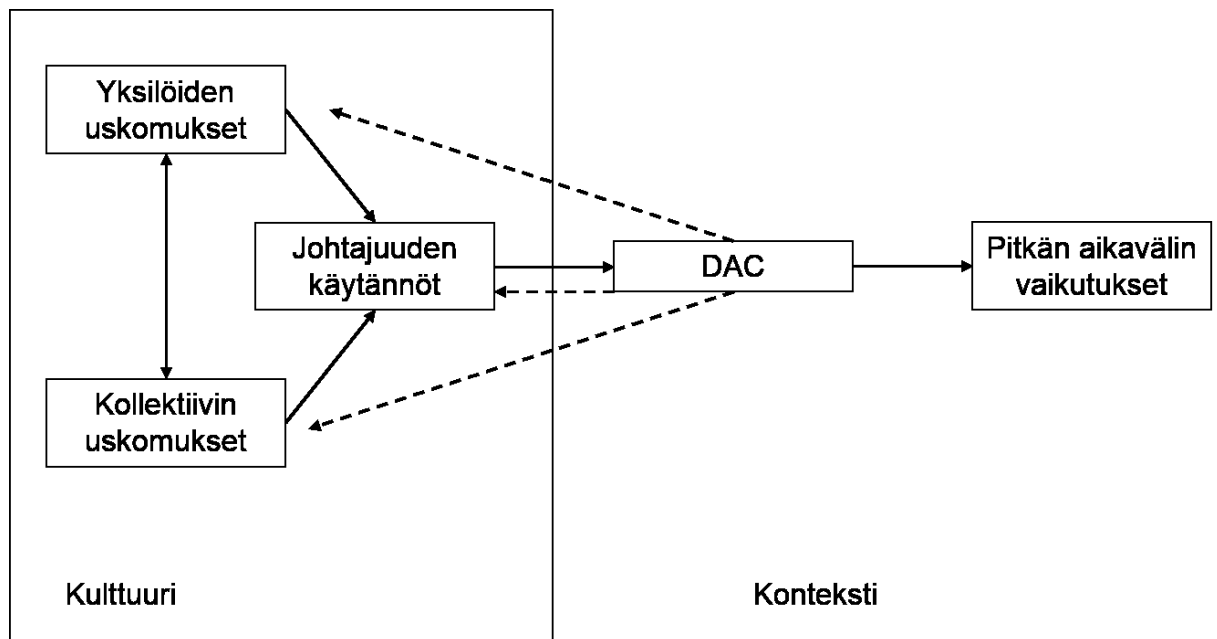 Yksilöiden
uskomukset
Johtajuuden
käytännöt
DAC
Pitkän aikavälin
vaikutukset
Kollektiivin
uskomukset
Kulttuuri
Konteksti